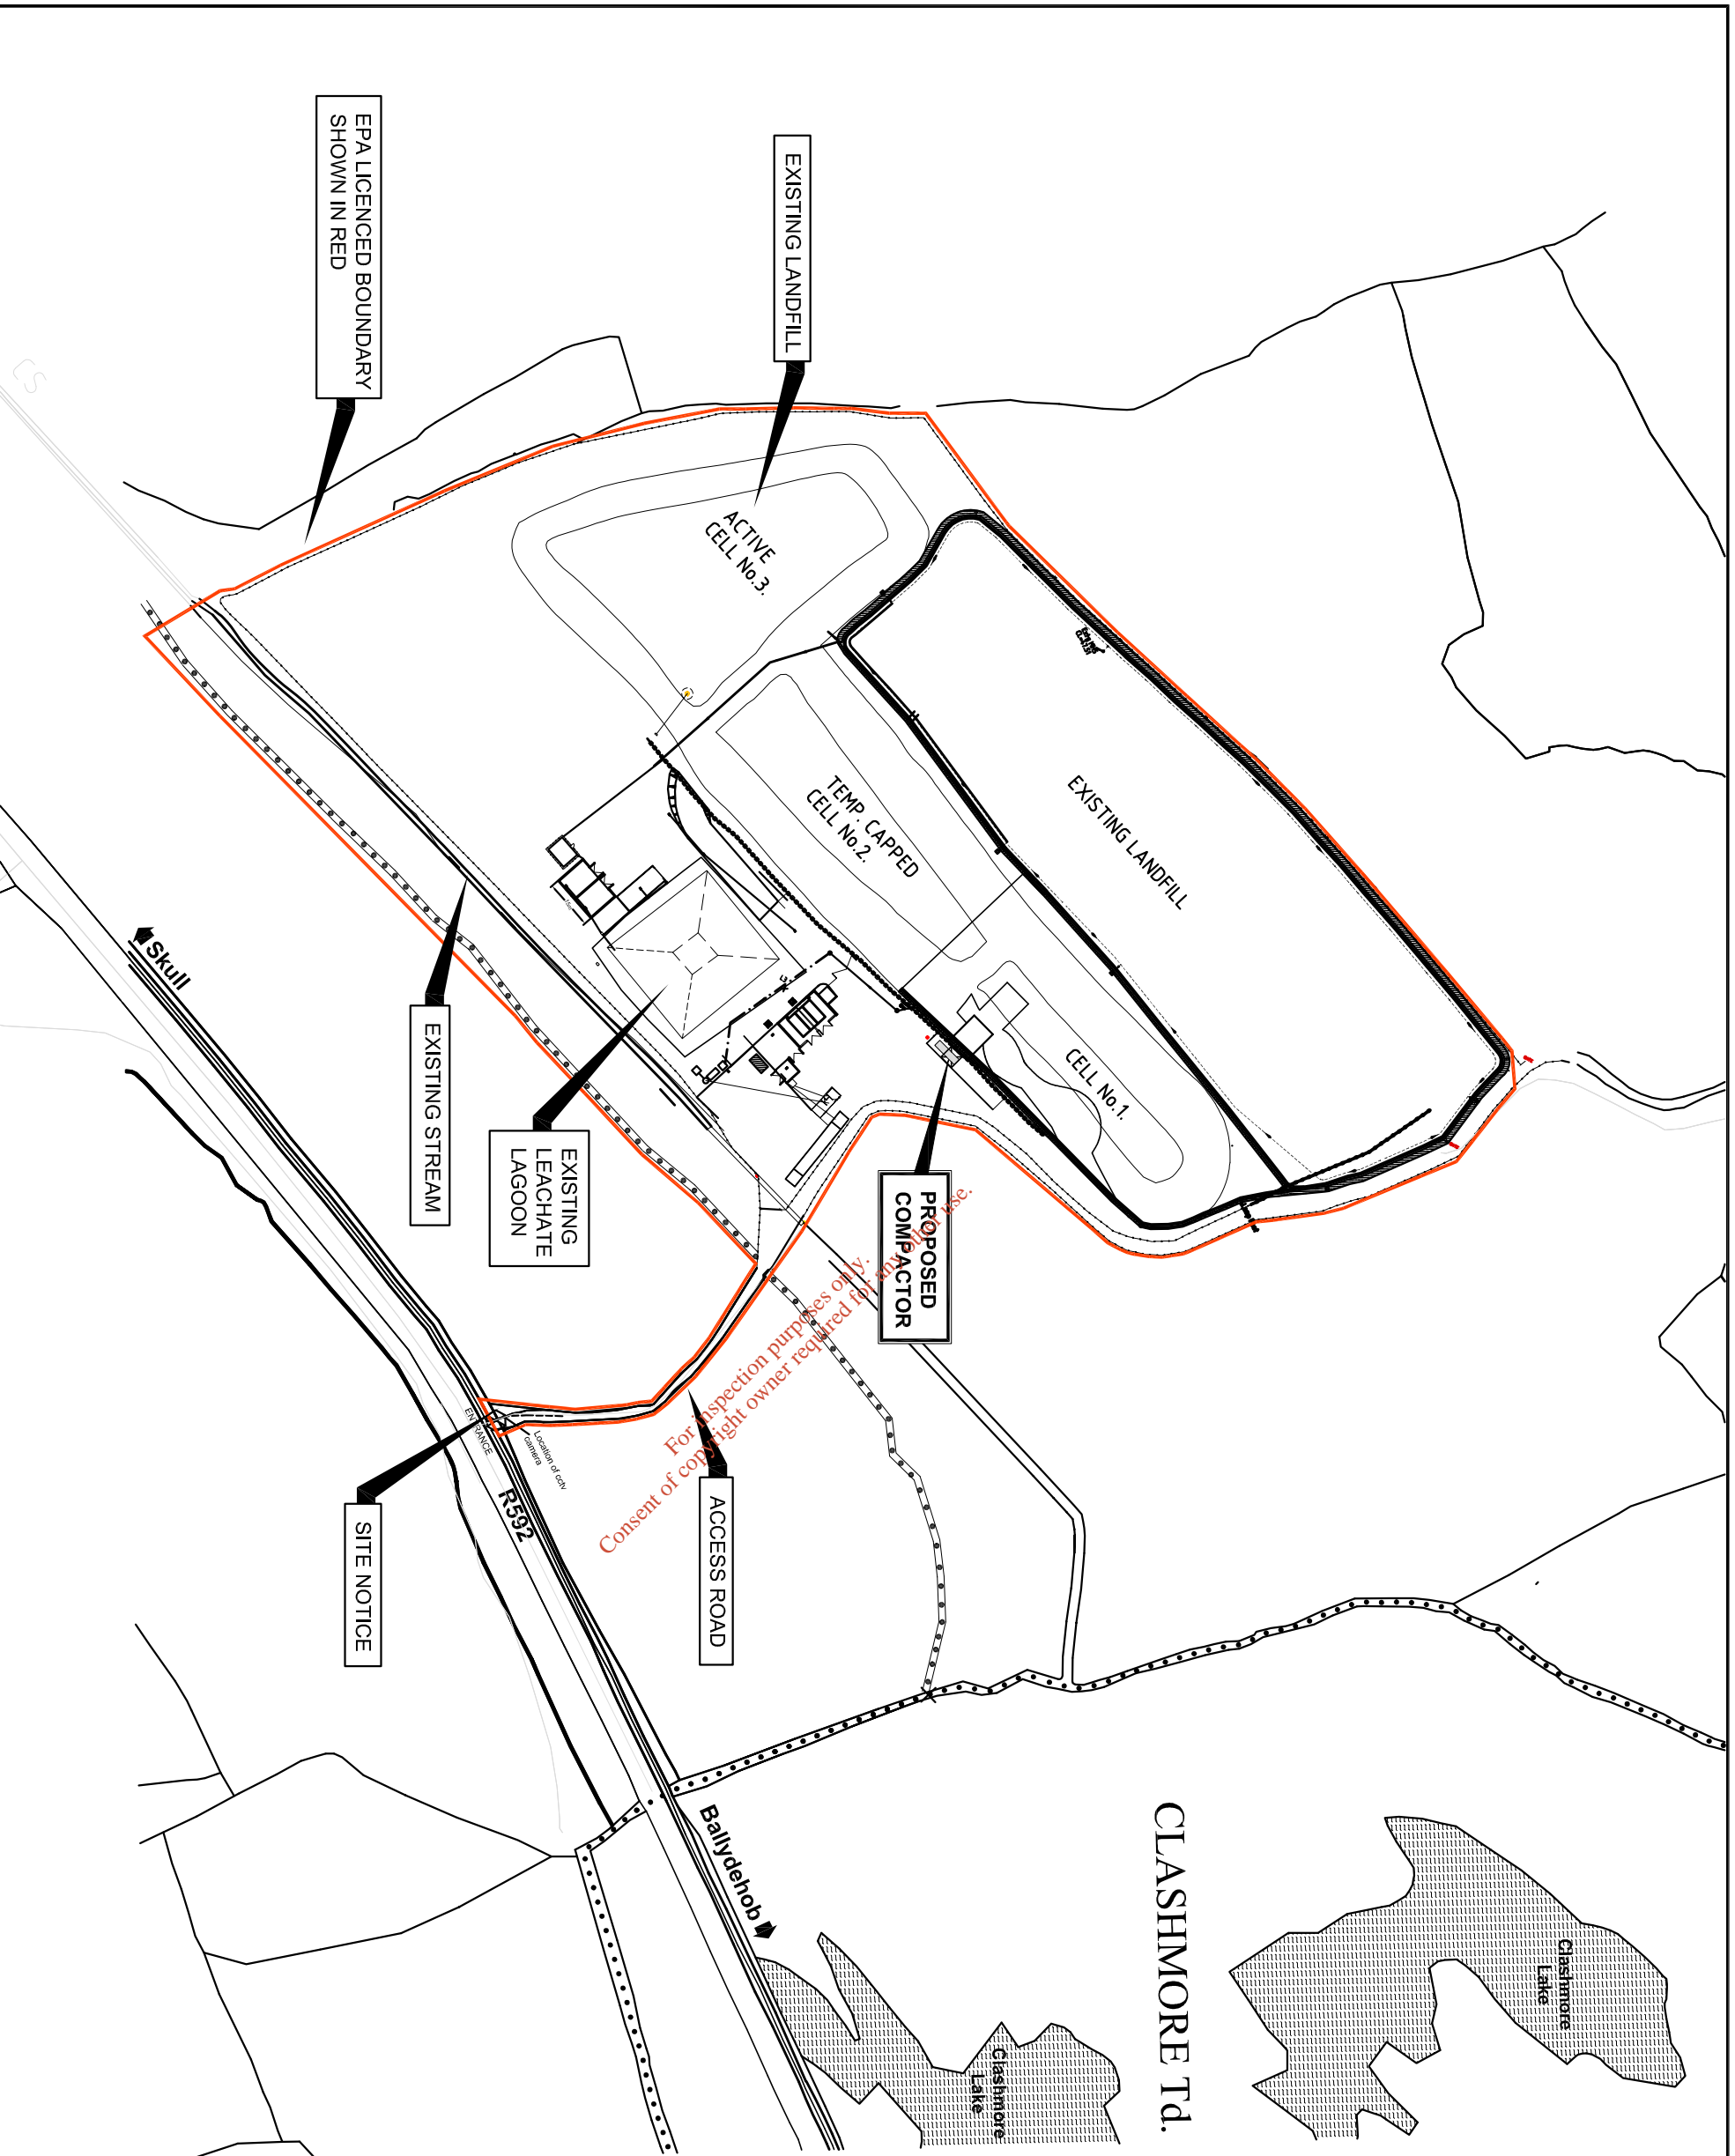 EPA LICENCED BOUNDARY
SHOWN IN RED
EXISTING LANDFILL
ACTIVE
CELL No.3.
TEMP. CAPPED
CELL No.2.
EXISTING LANDFILL
CELL No.1.
Skull
EXISTING STREAM
EXISTING
LEACHATE
LAGOON
PROPOSED
COMPACTOR
For inspection purposes only.
Consent of copyright owner required for any other use.
ENTRANCE
Location of cctv
camera
R592
SITE NOTICE
ACCESS ROAD
Ballydehob
CLASHMORE Td.
Clashmore
Lake
Clashmore
Lake